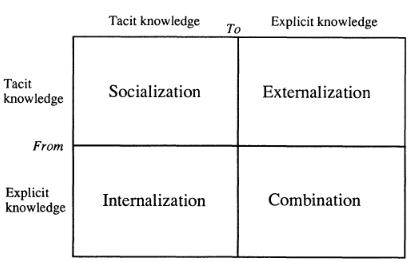 Tacit knowledge
To
Explicit knowledge
Tacit
knowledge
Socialization
Externalization
From
Explicit
knowledge
Internalization
Combination